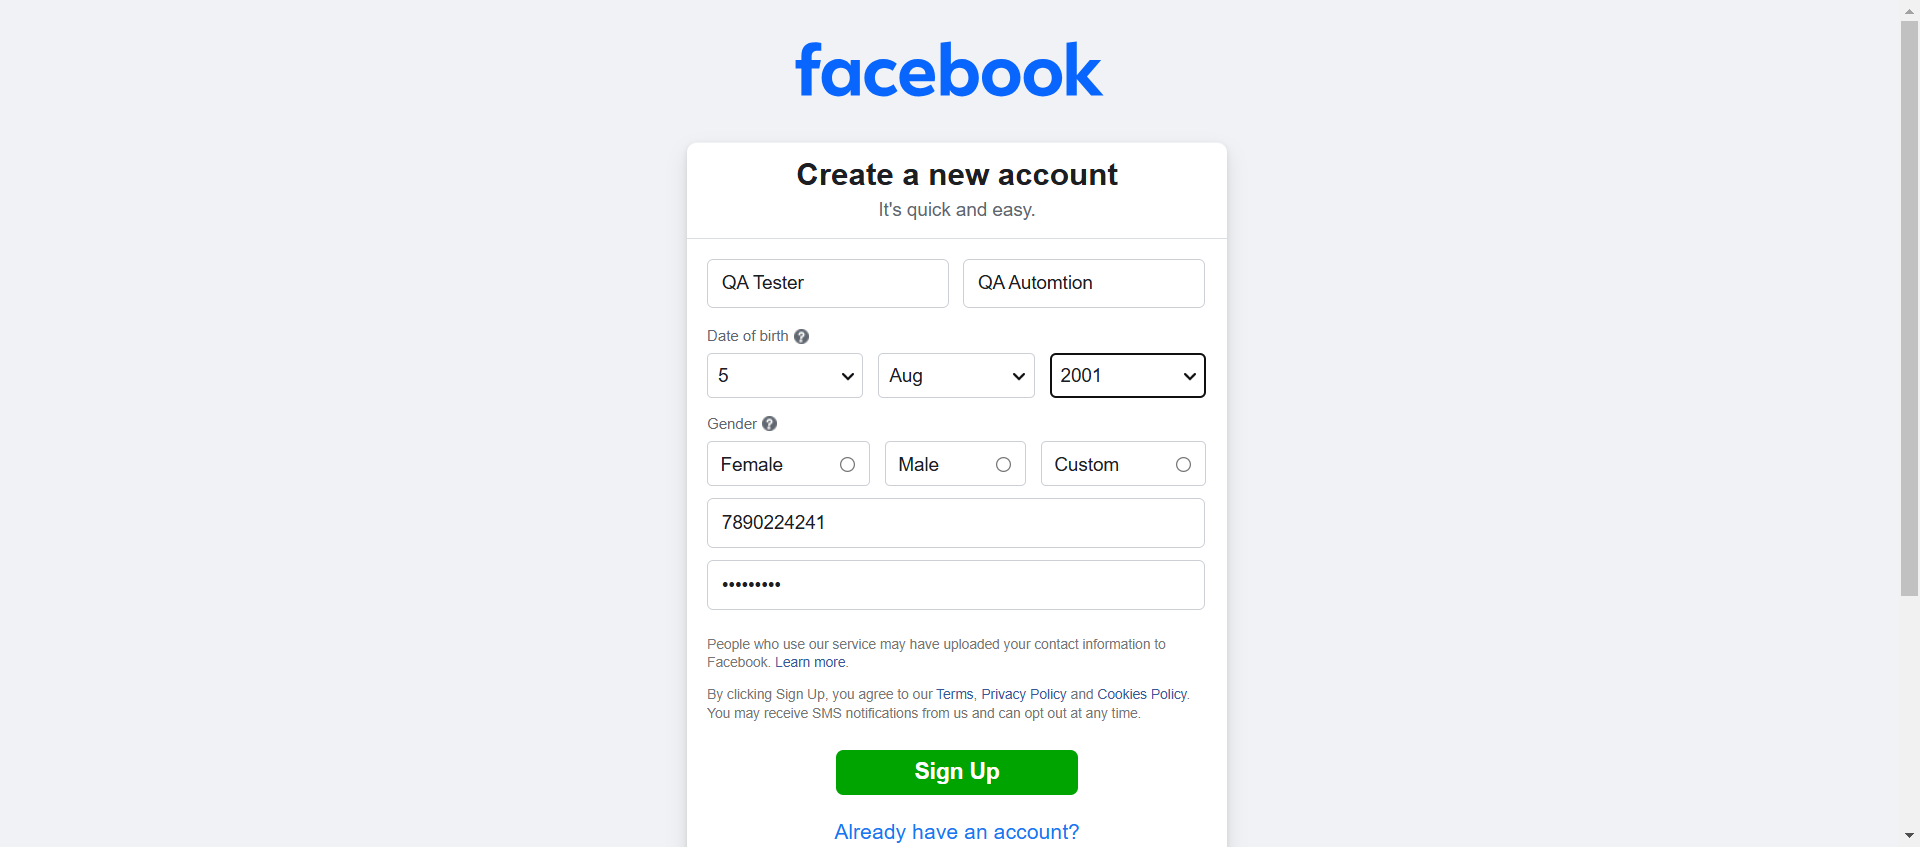 facebook
Create a new account
It's quick and easy.
QA Tester QA Automtion
Date of birth ?
5 Aug 2001
Gender ?
Female Male Custom
7890224241
•••••••••
People who use our service may have uploaded your contact information to
Facebook. Learn more.
By clicking Sign Up, you agree to our Terms, Privacy Policy and Cookies Policy.
You may receive SMS notifications from us and can opt out at any time.
Sign Up
Already have an account?